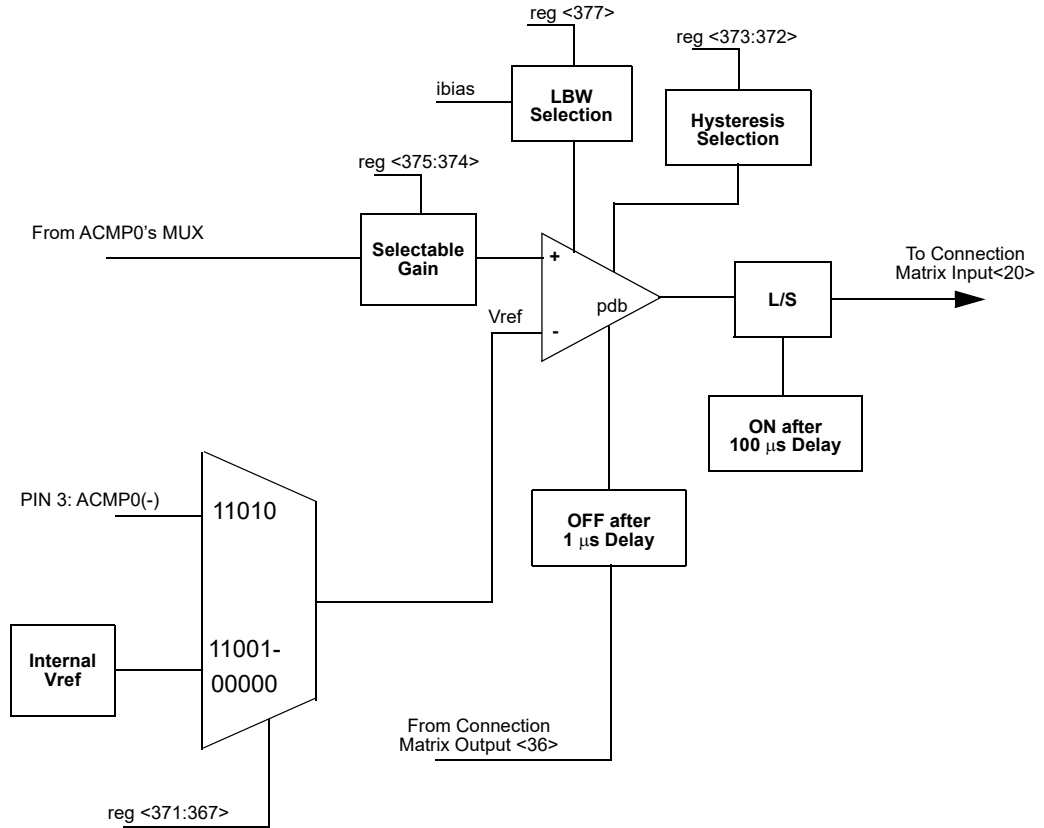 reg <377>
reg <373:372>
ibias
LBW
Selection
Hysteresis
Selection
reg <375:374>
From ACMP0’s MUX
Selectable
Gain
+
To Connection
Matrix Input<20>
L/S
pdb
Vref
-
ON after
100 μs Delay
PIN 3: ACMP0(-)
11010
OFF after
1 μs Delay
Internal
Vref
11001-
00000
From Connection
Matrix Output <36>
reg <371:367>